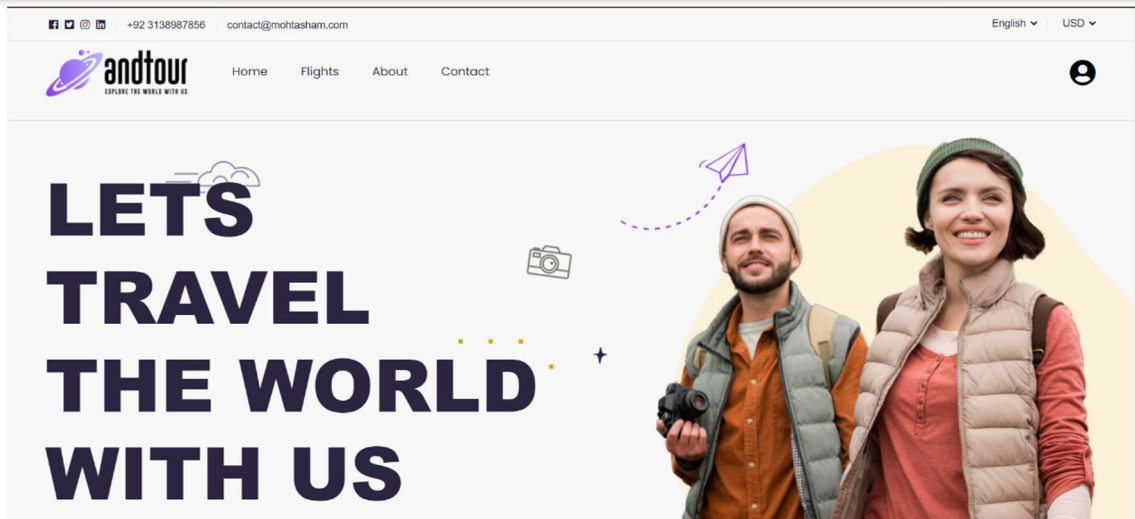 +92 3138987856 contact@mohtasham.com English USD
andtour
EXPLORE THE WORLD WITH US
Home Flights About Contact
LETS
TRAVEL
THE WORLD
WITH US